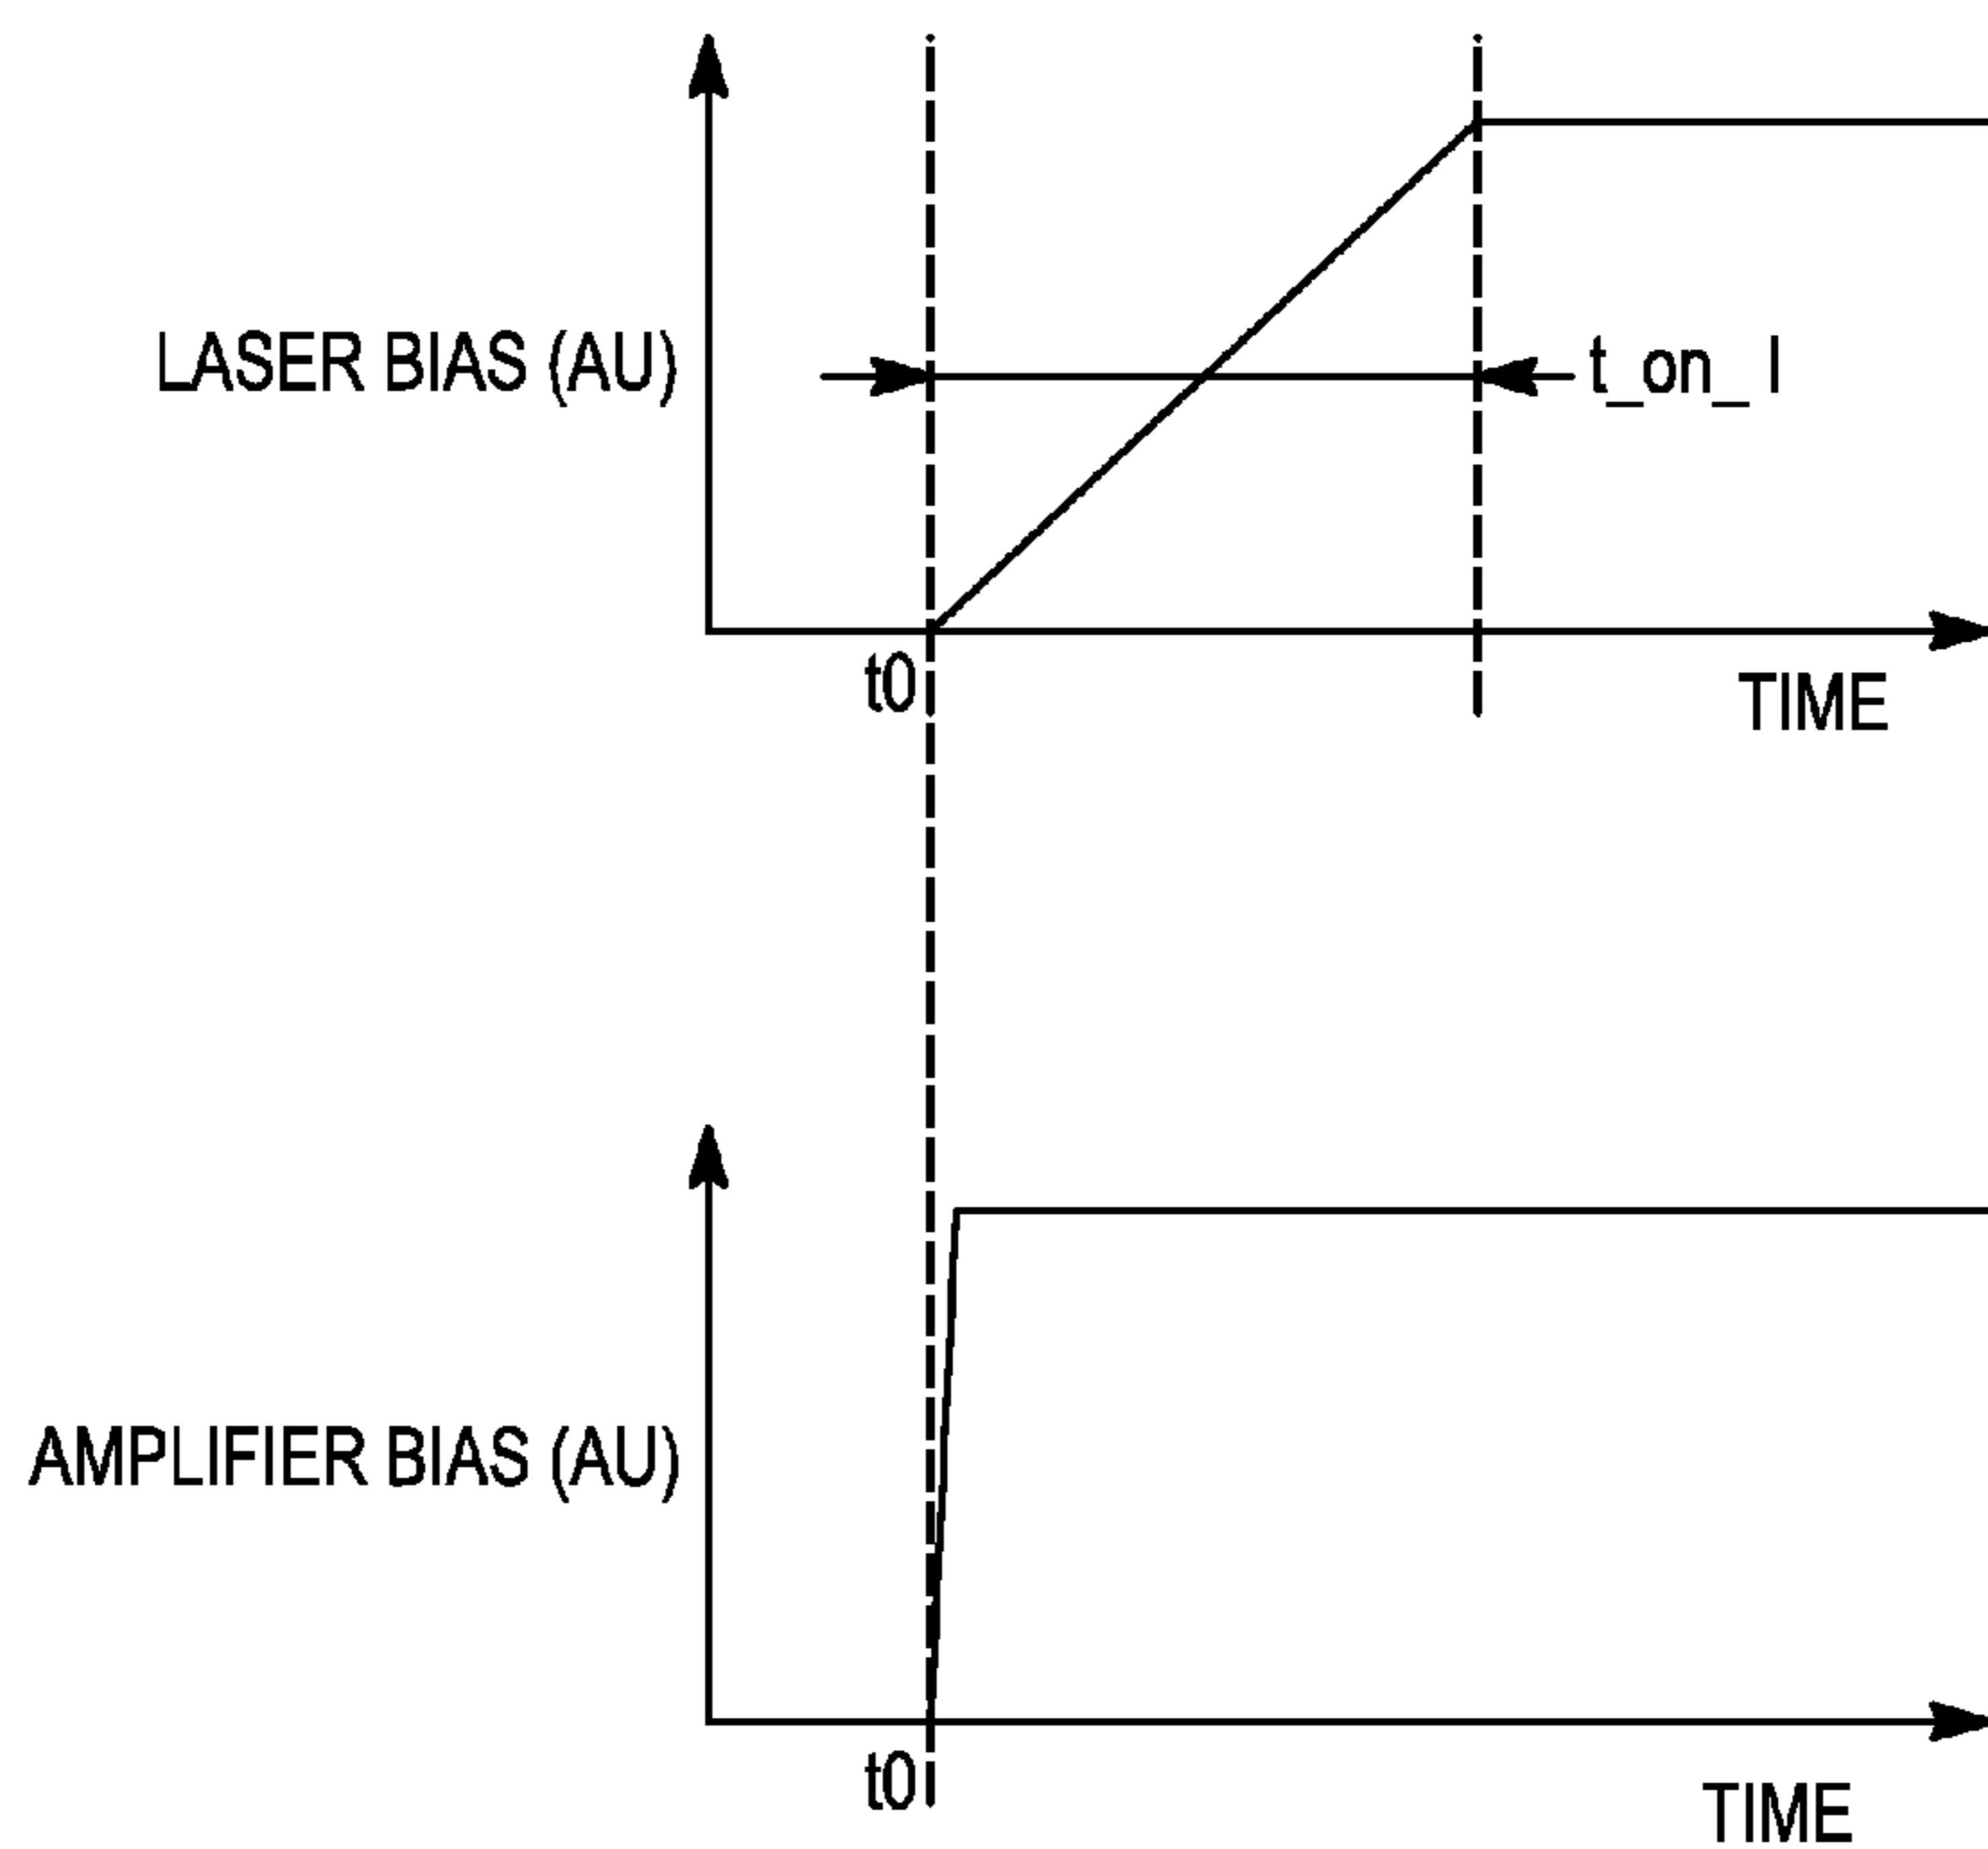 LASER BIAS (AU)
t_on_l
t0
TIME
AMPLIFIER BIAS (AU)
t0
TIME